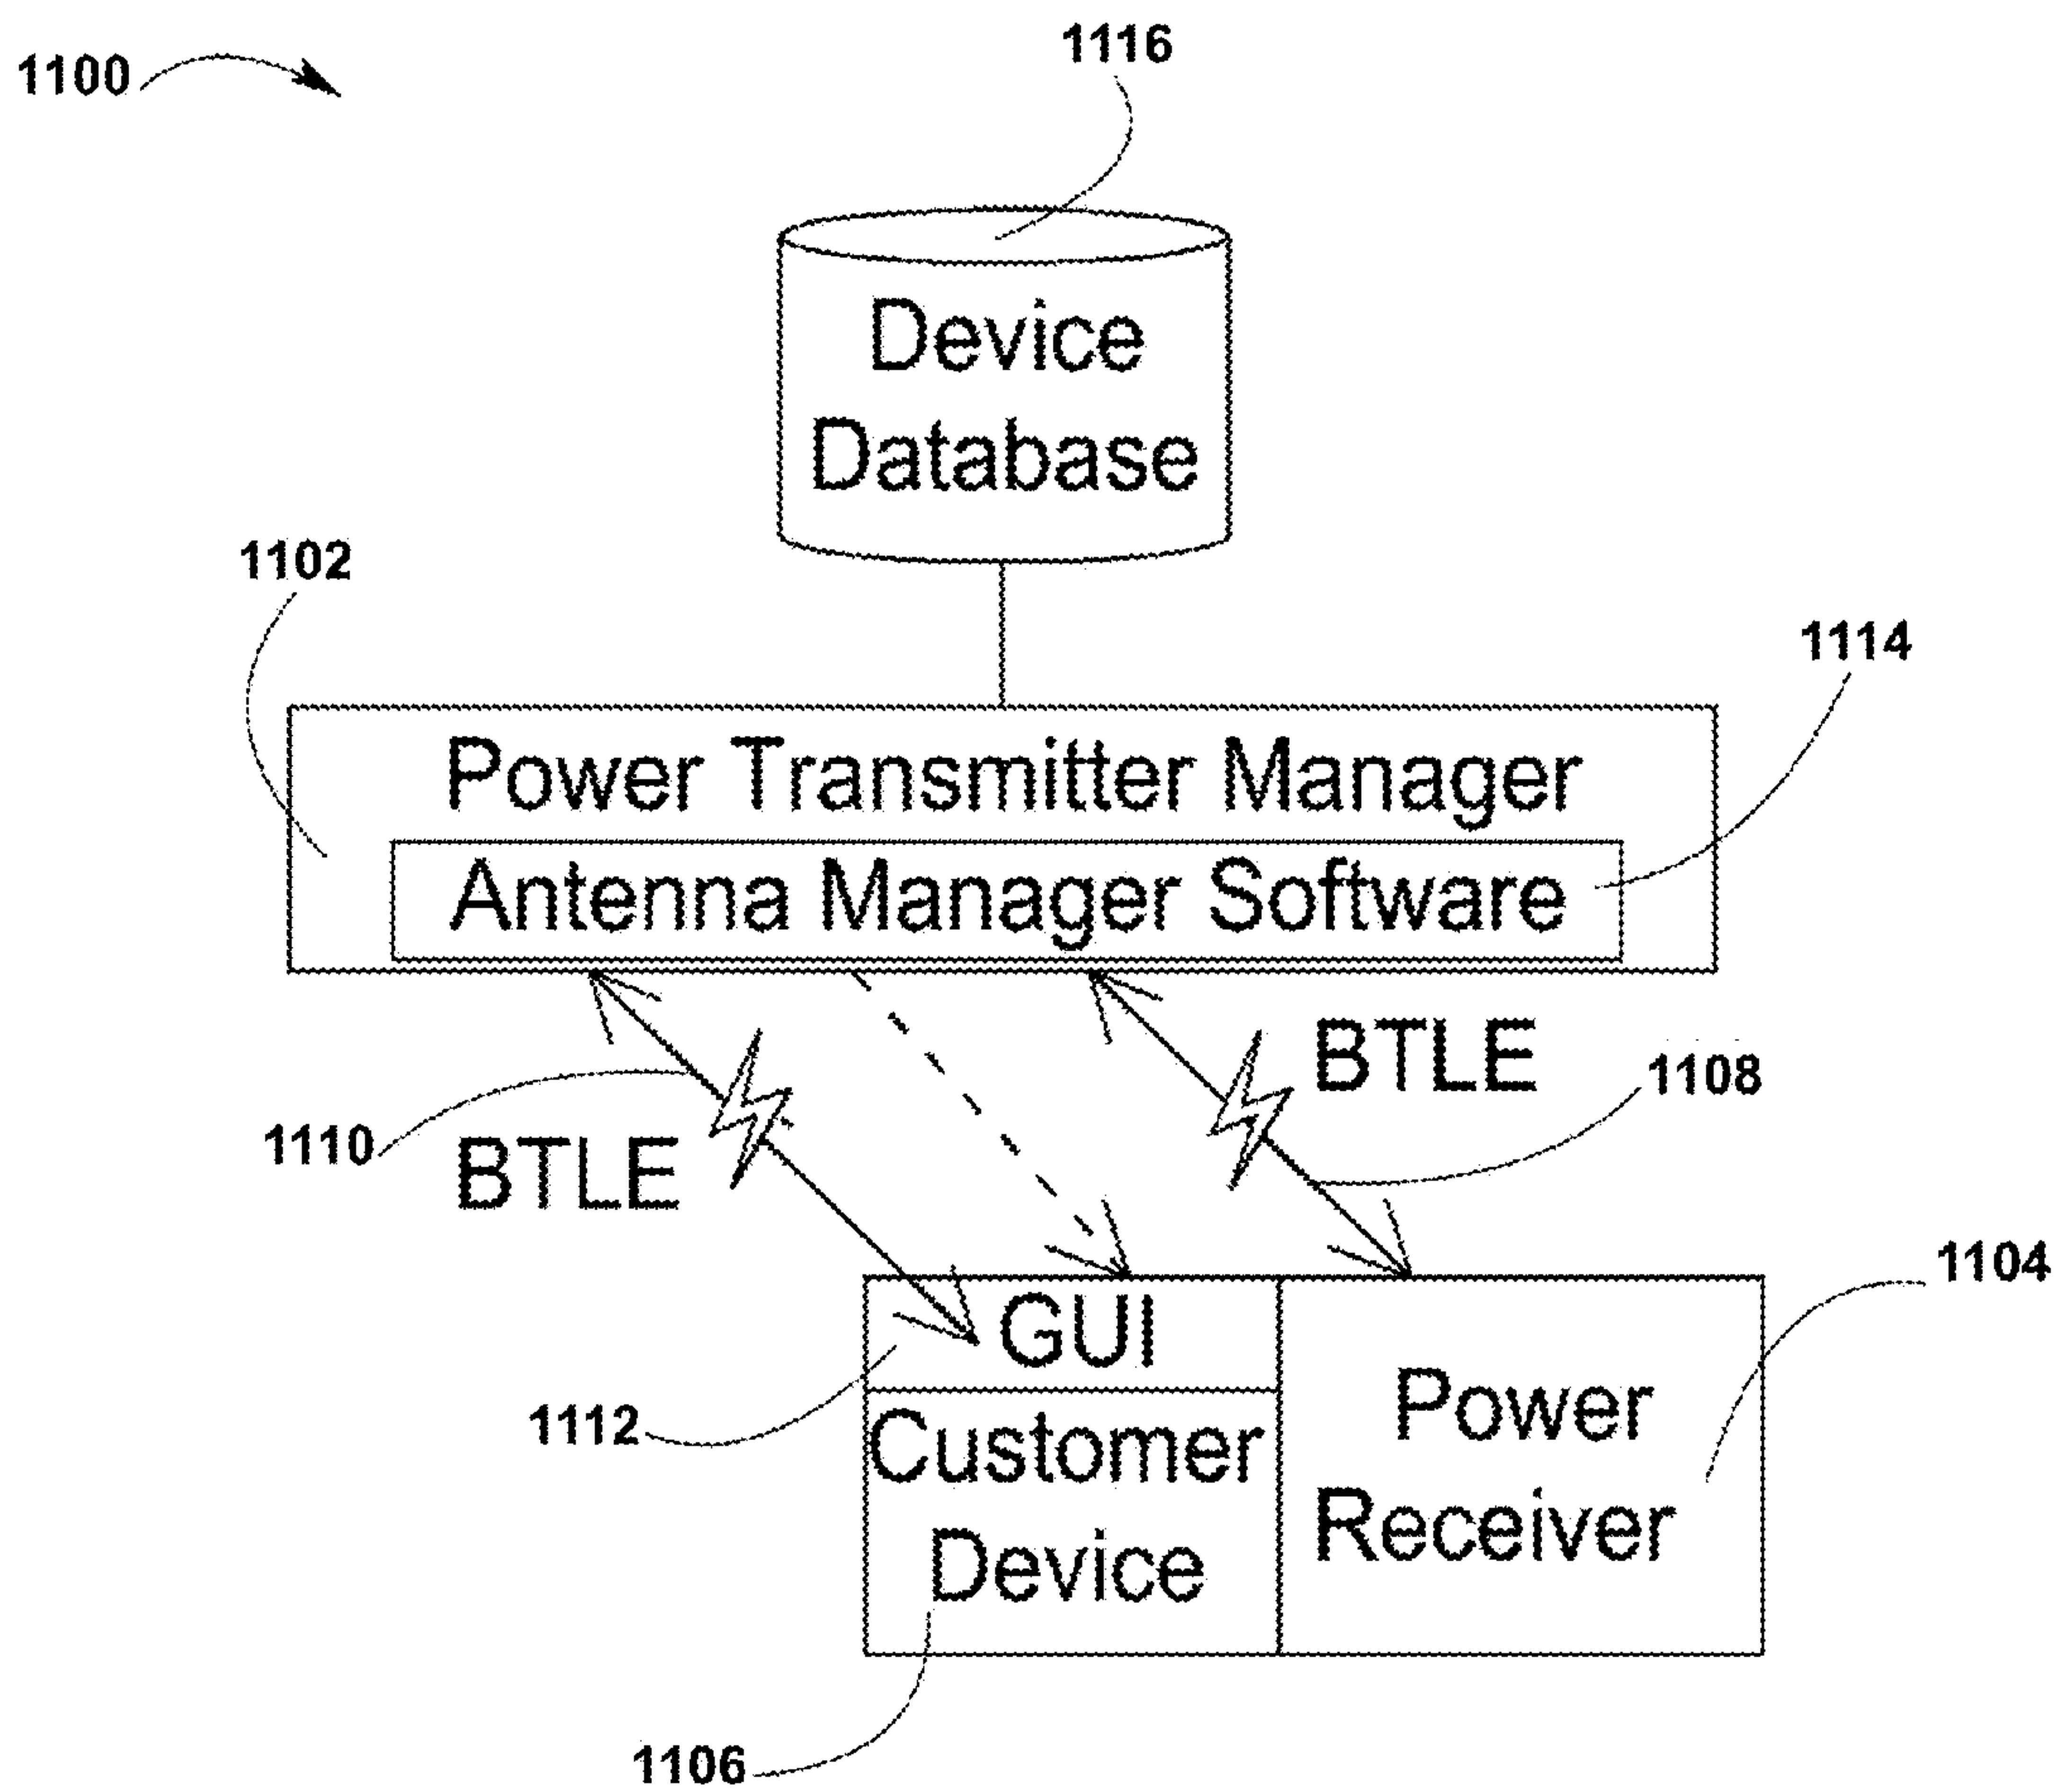 1100
1116
Device
Database
1102
1114
Power Transmitter Manager
Antenna Manager Software
BTLE
1108
1110
BTLE
1104
GUI
1112
Customer
Device
Power
Receiver
1106